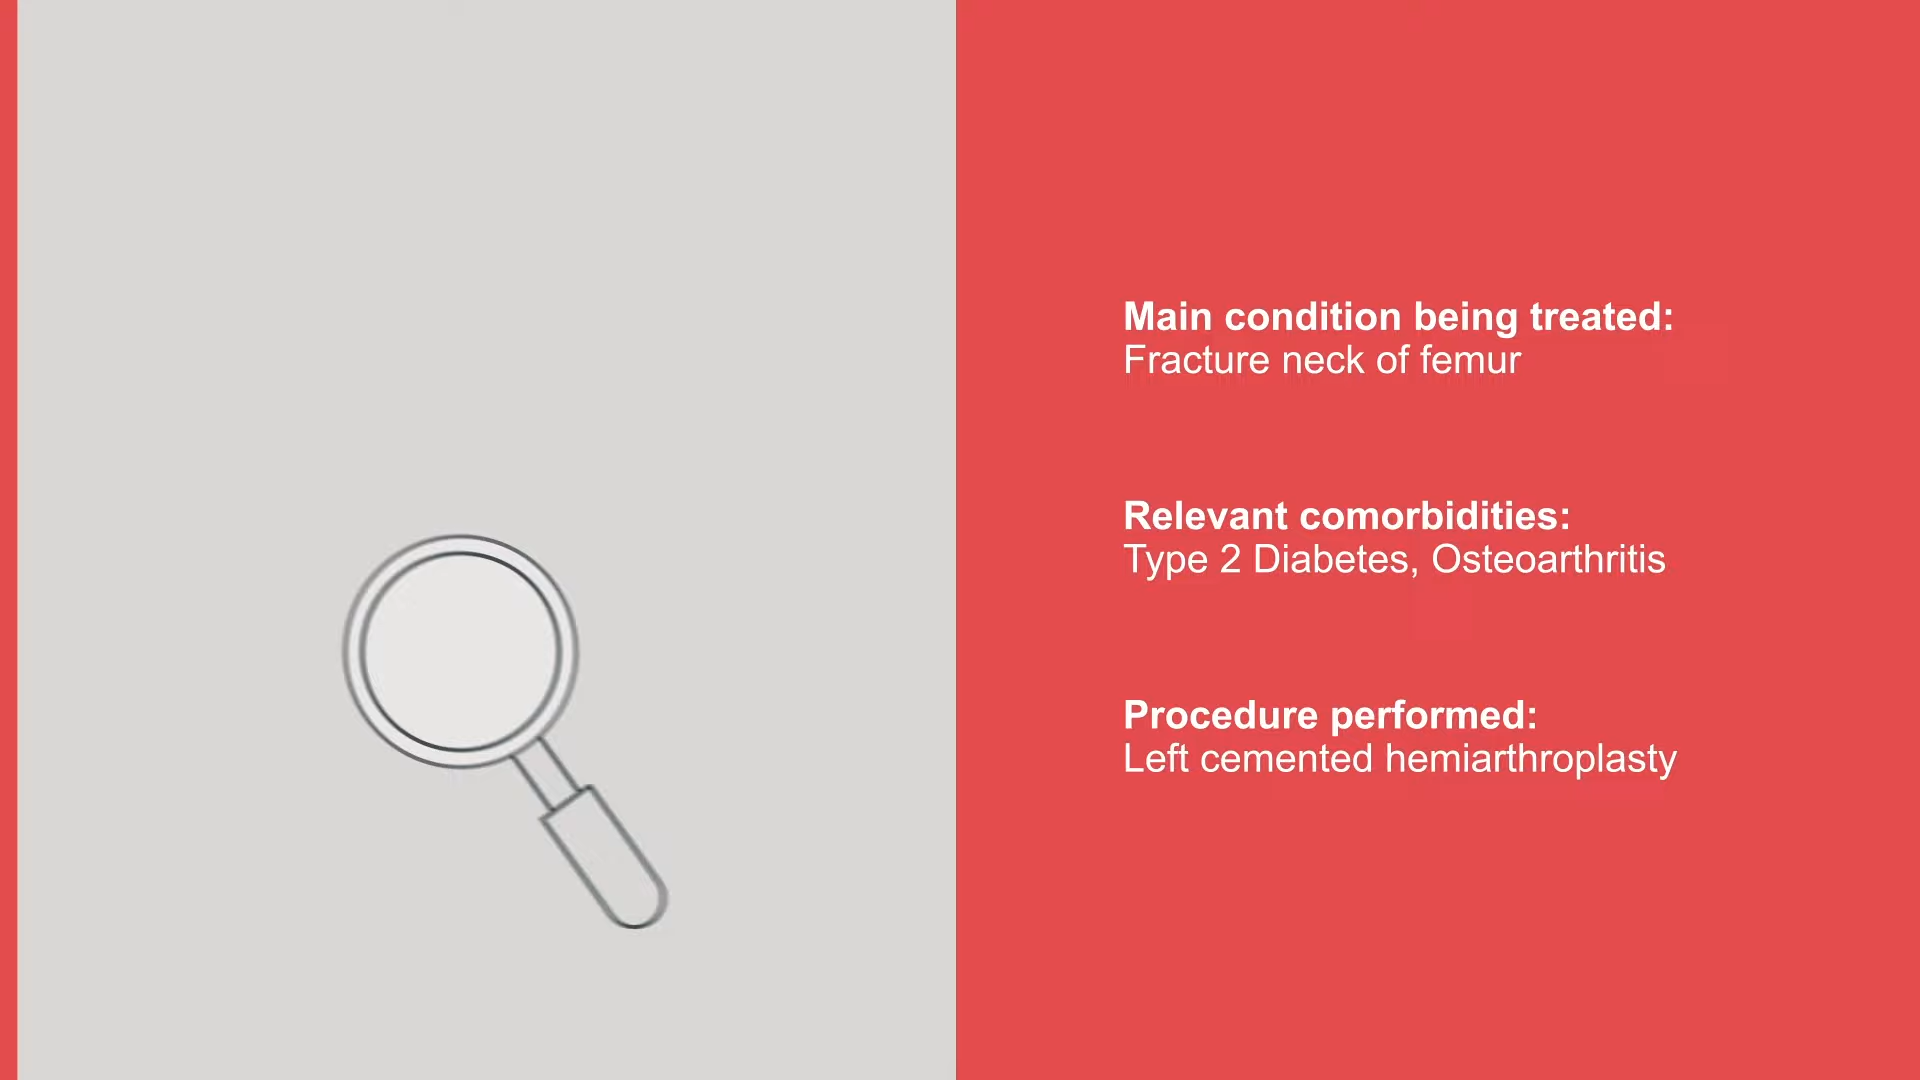 Main condition being treated:
Fracture neck of femur
Relevant comorbidities:
Type 2 Diabetes, Osteoarthritis
Procedure performed:
Left cemented hemiarthroplasty